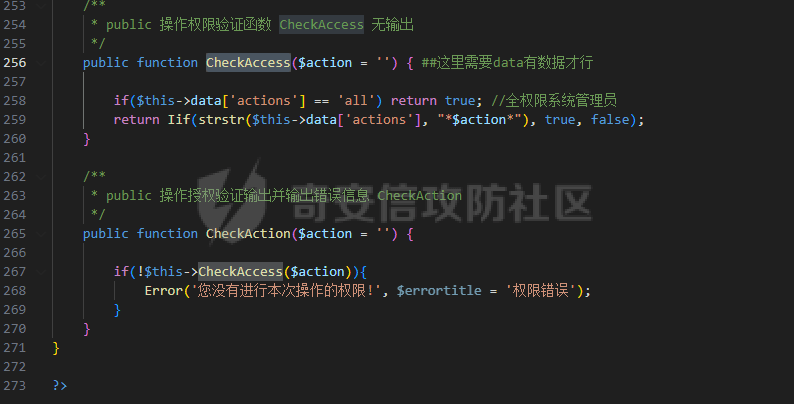 253 /**
254 * public 操作权限验证函数 CheckAccess 无输出
255 */
256 public function CheckAccess($action = '') { ##这里需要data有数据才行
257
258 if($this->data['actions'] == 'all') return true; //全权限系统管理员
259 return Iif(strstr($this->data['actions'], "*$action*"), true, false);
260 }
261
262 /**
263 * public 操作授权验证输出并输出错误信息 CheckAction
264 */
265 public function CheckAction($action = '') {
266
267 if(!$this->CheckAccess($action)){
268 Error('您没有进行本次操作的权限!', $errortitle = '权限错误');
269 }
270 }
271 }
272
273 ?>
奇安信攻防社区